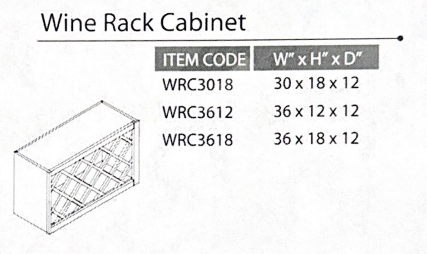 Wine Rack Cabinet
ITEM CODE W" x H" x D"
WRC3018 30 x 18 x 12
WRC3612 36 x 12 x 12
WRC3618 36 x 18 x 12